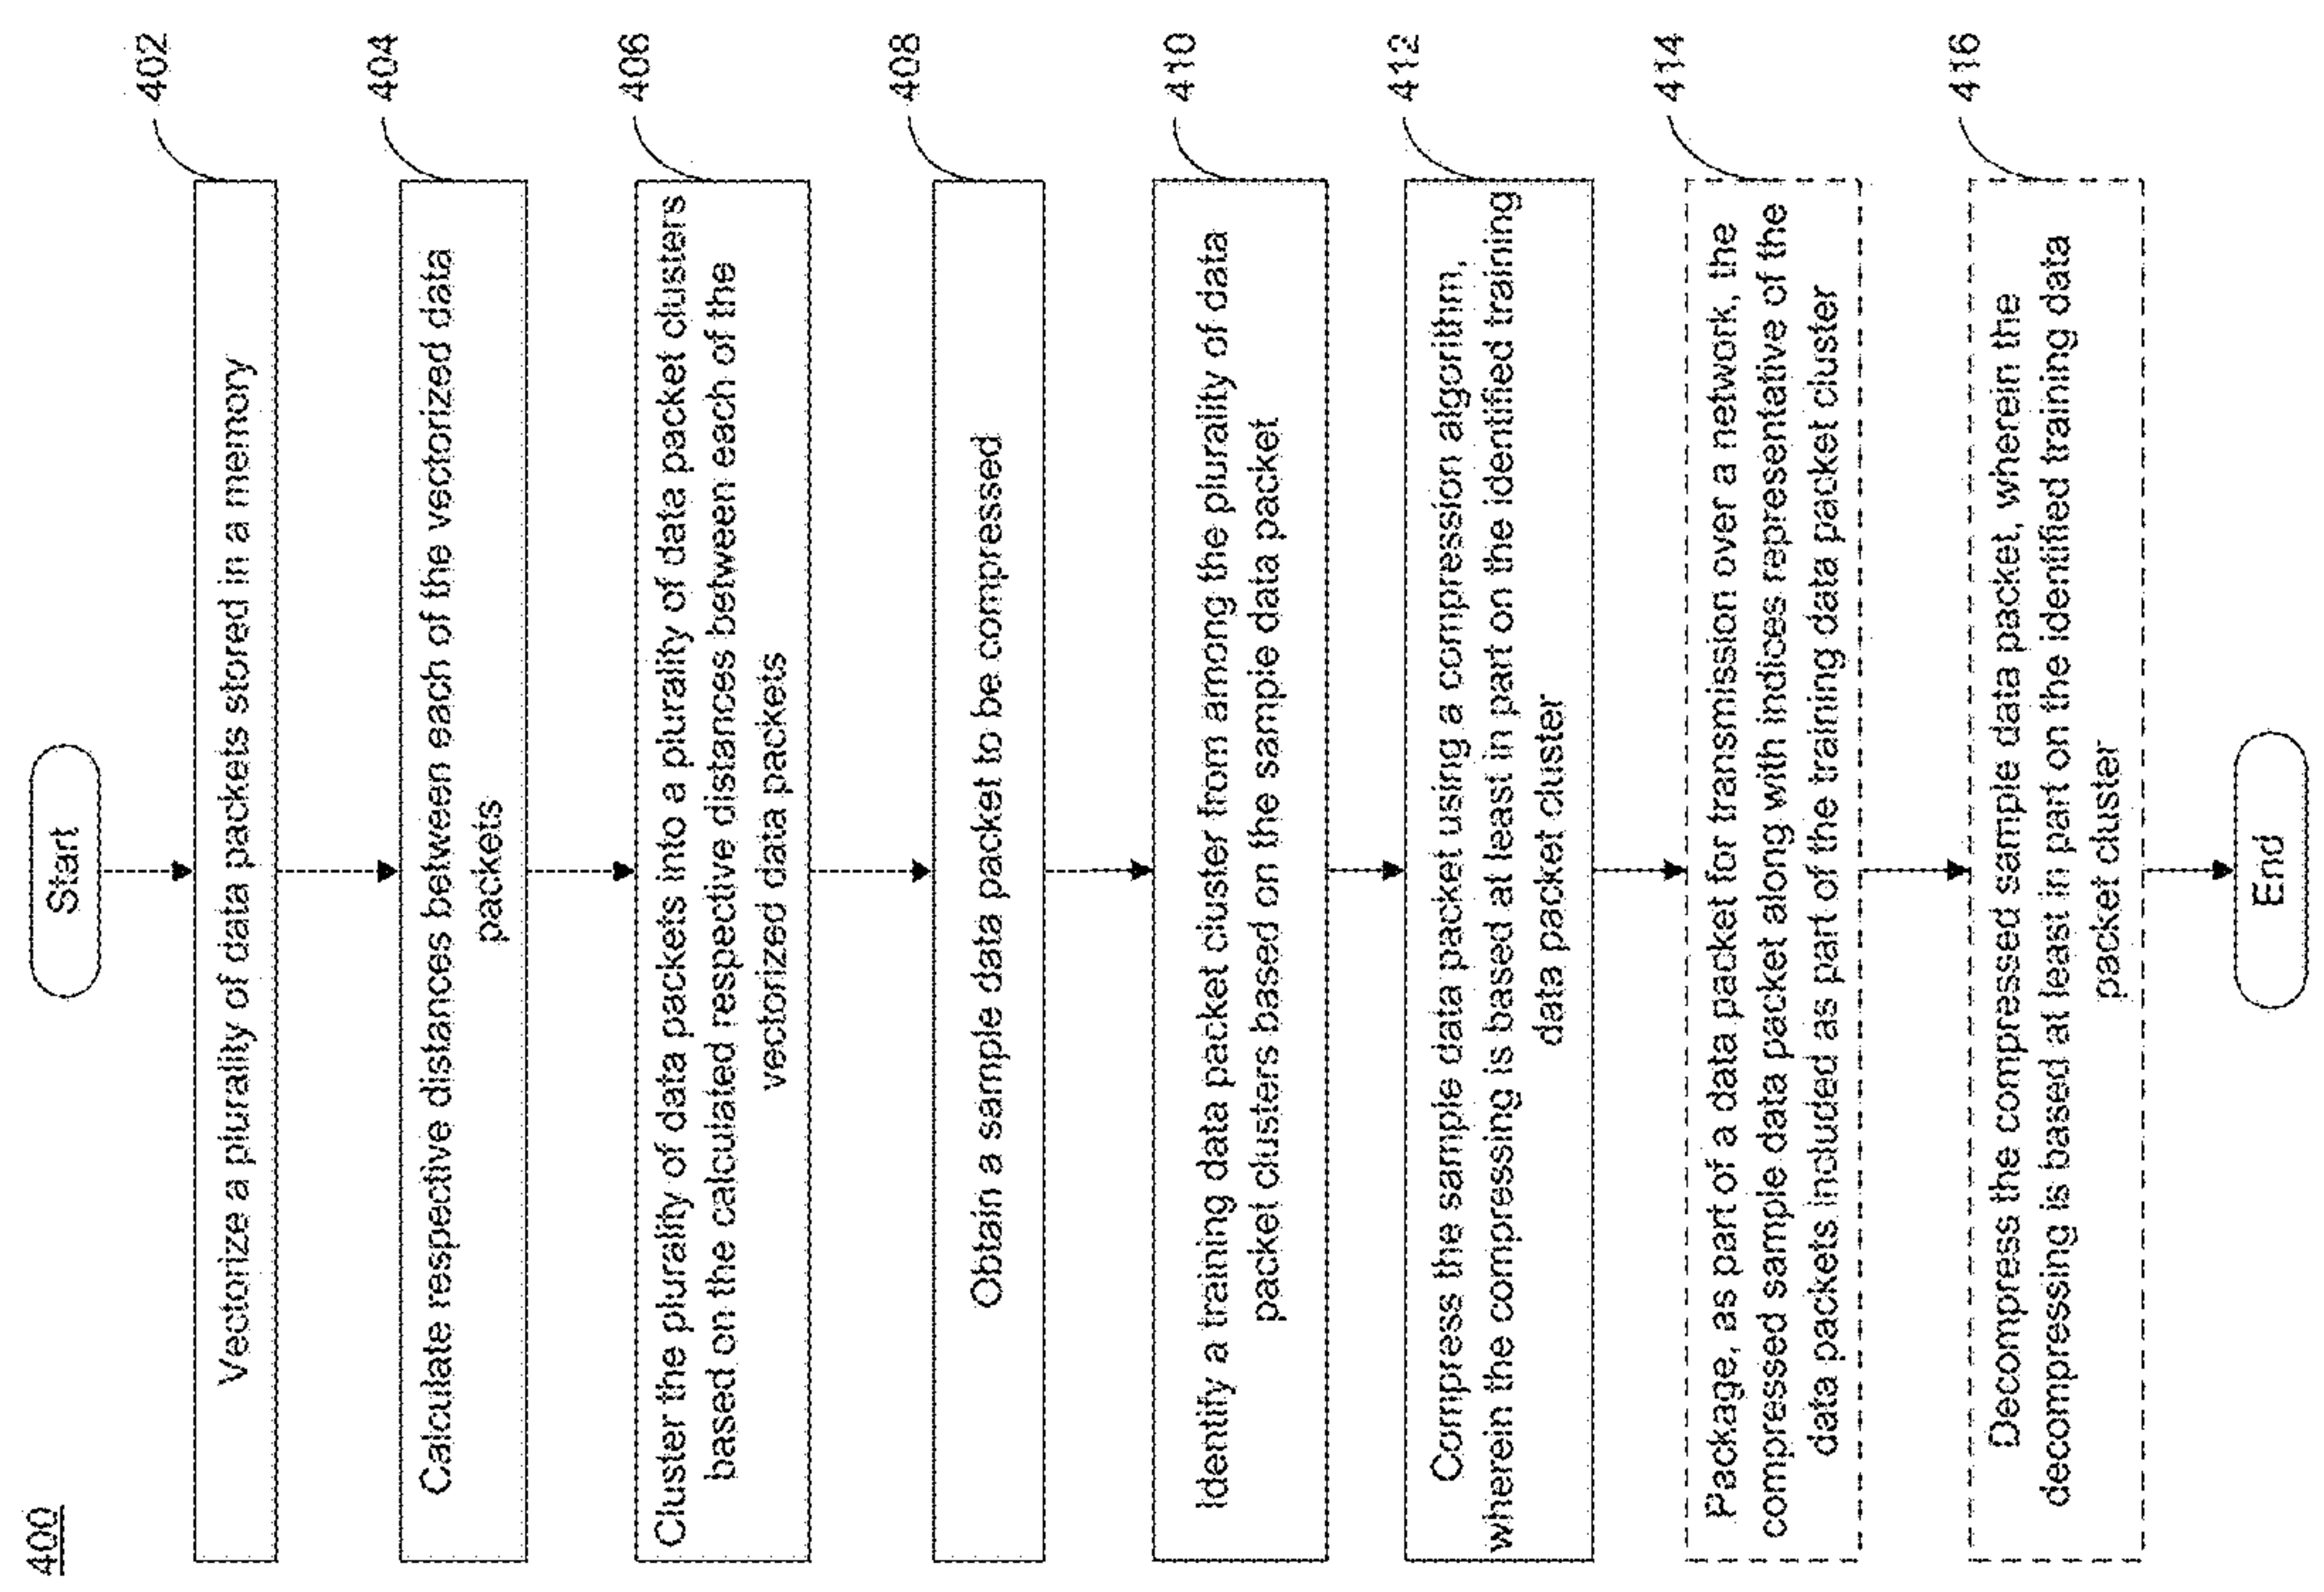 400
Start
402
Vectorize a plurality of data packets stored in a memory
404
Calculate respective distances between each of the vectorized data
packets
406
Cluster the plurality of data packets into a plurality of data packet clusters
based on the calculated respective distances between each of the
vectorized data packets
408
Obtain a sample data packet to be compressed
410
Identify a training data packet cluster from among the plurality of data
packet clusters based on the sample data packet
412
Compress the sample data packet using a compression algorithm,
wherein the compressing is based at least in part on the identified training
data packet cluster
414
Package, as part of a data packet for transmission over a network, the
compressed sample data packet along with indices representative of the
data packets included as part of the training data packet cluster
416
Decompress the compressed sample data packet, wherein the
decompressing is based at least in part on the identified training data
packet cluster
End